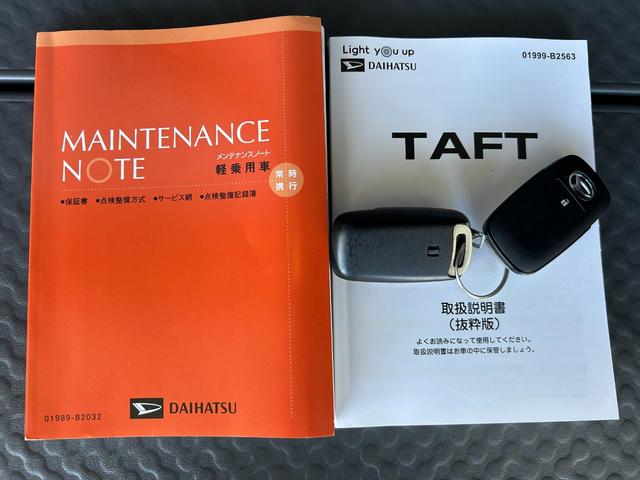 MAINTENANCE
NOTE
メンテナンスノート
軽乗用車
常時
携行
●保証書 ●点検整備方式 ●サービス網 ●点検整備記録簿
DAIHATSU
01989-B2032
Light you up
DAIHATSU
01999-B2563
TAFT
取扱説明書
(抜粋版)
よくお読みになって使用してください。
取扱説明書はお車の中に保管しましょう。